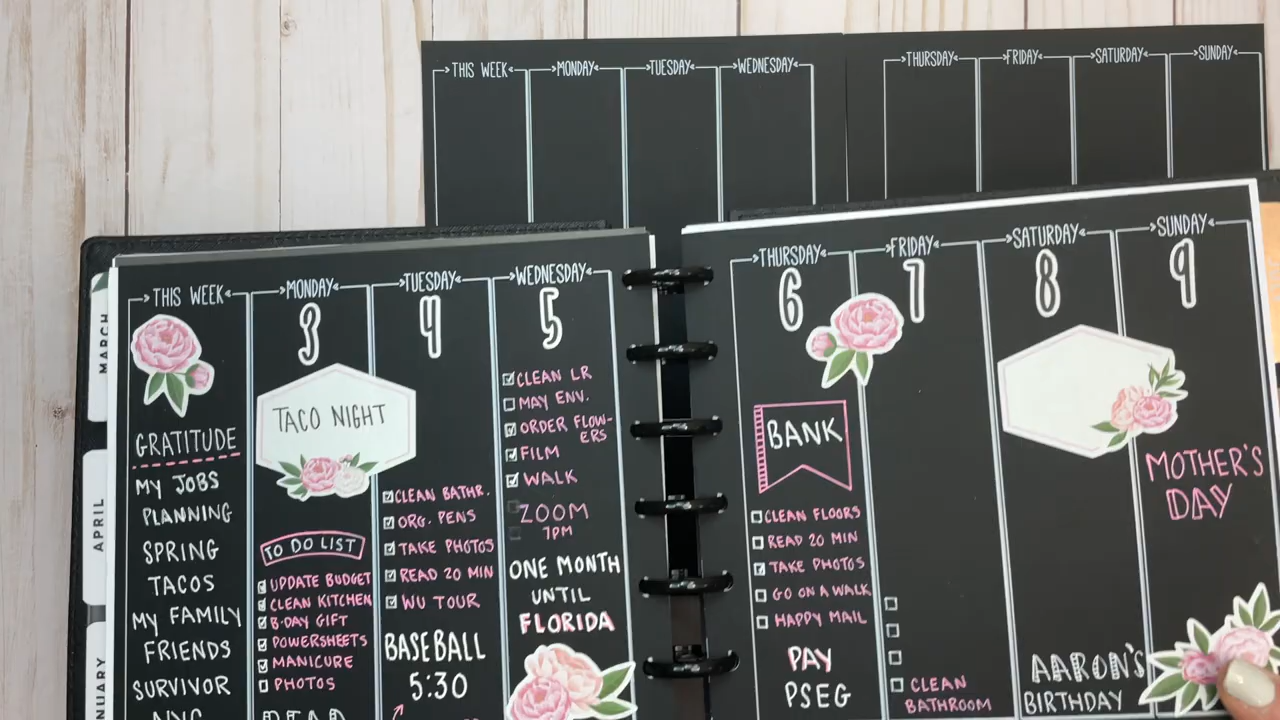 THIS WEEK
MONDAY
TUESDAY
WEDNESDAY
THURSDAY
FRIDAY
SATURDAY
SUNDAY
MARCH
APRIL
THIS WEEK
GRATITUDE
MY JOBS
PLANNING
SPRING
TACOS
MY FAMILY
FRIENDS
SURVIVOR
NYC
MONDAY
3
TACO NIGHT
TO DO LIST
UPDATE BUDGET
CLEAN KITCHEN
B-DAY GIFT
POWERSHEETS
MANICURE
PHOTOS
READ
TUESDAY
4
CLEAN BATHR.
ORG. PENS
TAKE PHOTOS
READ 20 MIN
WU TOUR
BASEBALL
5:30
WEDNESDAY
5
CLEAN LR
MAY ENV.
ORDER FLOW-
ERS
FILM
WALK
ZOOM
7PM
ONE MONTH
UNTIL
FLORIDA
THURSDAY
6
BANK
CLEAN FLOORS
READ 20 MIN
TAKE PHOTOS
GO ON A WALK
HAPPY MAIL
PAY
PSEG
FRIDAY
7
CLEAN
BATHROOM
SATURDAY
8
AARON'S
BIRTHDAY
SUNDAY
9
MOTHER'S
DAY